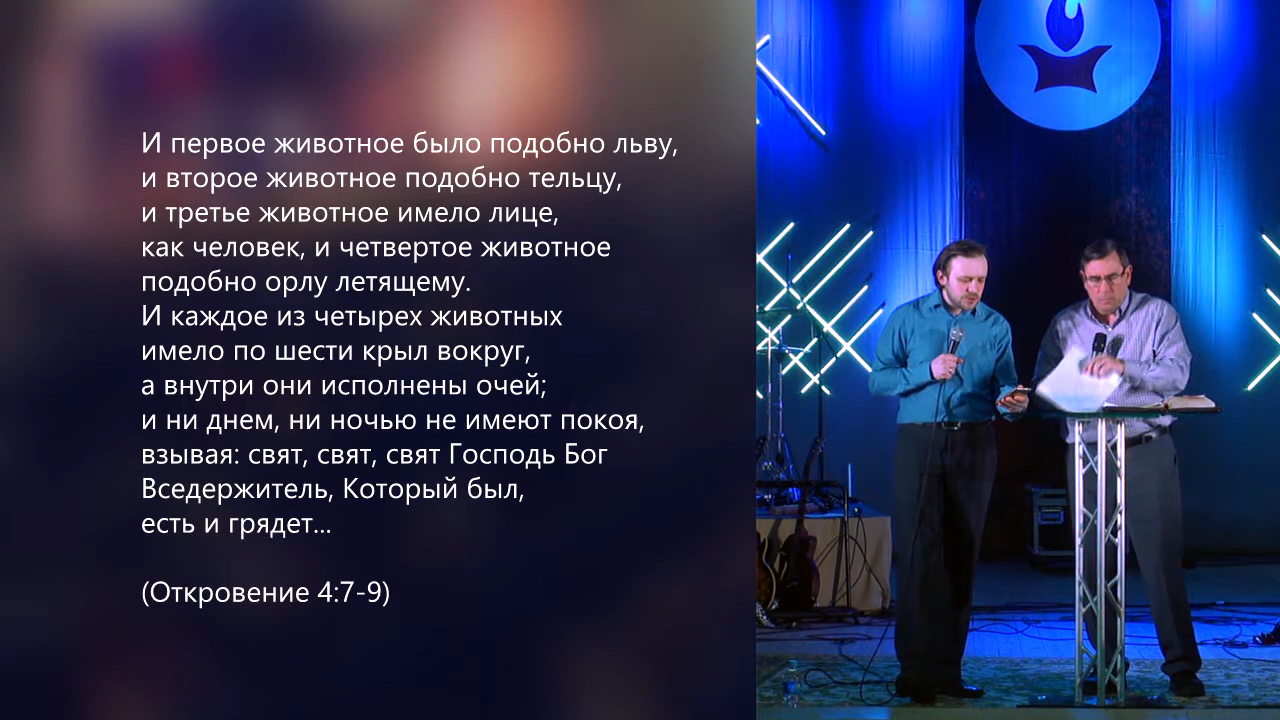 И первое животное было подобно льву,
и второе животное подобно тельцу,
и третье животное имело лице,
как человек, и четвертое животное
подобно орлу летящему.
И каждое из четырех животных
имело по шести крыл вокруг,
а внутри они исполнены очей;
и ни днем, ни ночью не имеют покоя,
взывая: свят, свят, свят Господь Бог
Вседержитель, Который был,
есть и грядет...
(Откровение 4:7-9)